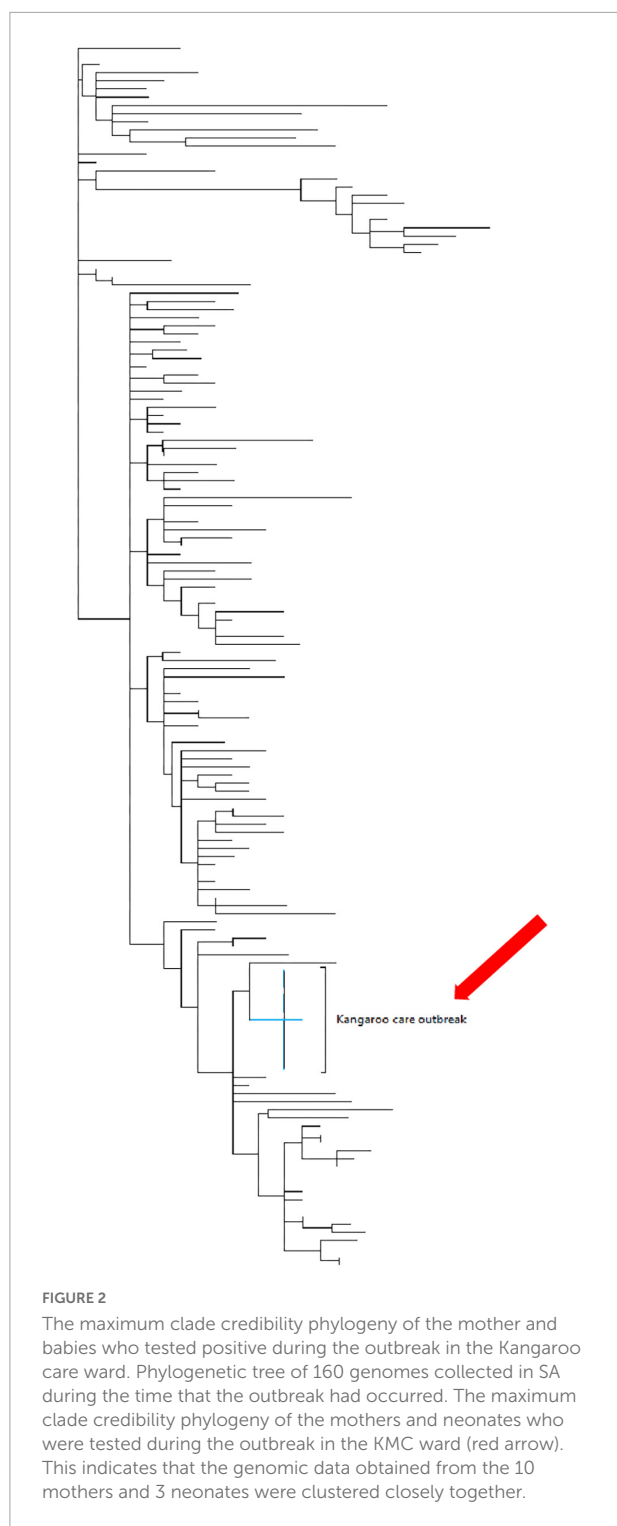 Kangaroo care outbreak
FIGURE 2
The maximum clade credibility phylogeny of the mother and
babies who tested positive during the outbreak in the Kangaroo
care ward. Phylogenetic tree of 160 genomes collected in SA
during the time that the outbreak had occurred. The maximum
clade credibility phylogeny of the mothers and neonates who
were tested during the outbreak in the KMC ward (red arrow).
This indicates that the genomic data obtained from the 10
mothers and 3 neonates were clustered closely together.